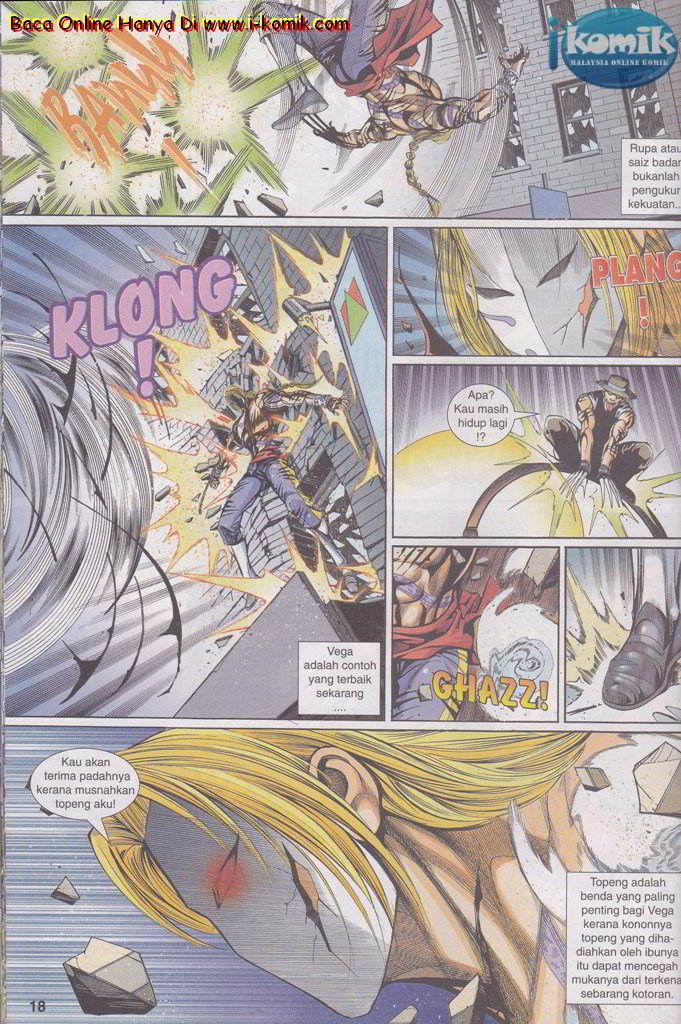 Baca Online Hanya Di www.i-komik.com
ikomik
MALAYSIA ONLINE KOMIK
BANG!
Rupa atau
saiz badan
bukanlah
pengukur
kekuatan...
KLONG
!
PLANG
!
Apa?
Kau masih
hidup lagi
!?
Vega
adalah contoh
yang terbaik
sekarang
....
GHAZZ!
Kau akan
terima padahnya
kerana musnahkan
topeng aku!
Topeng adalah
benda yang paling
penting bagi Vega
kerana kononnya
topeng yang diha-
diahkan oleh ibunya
itu dapat mencegah
mukanya dari terkena
sebarang kotoran.
18